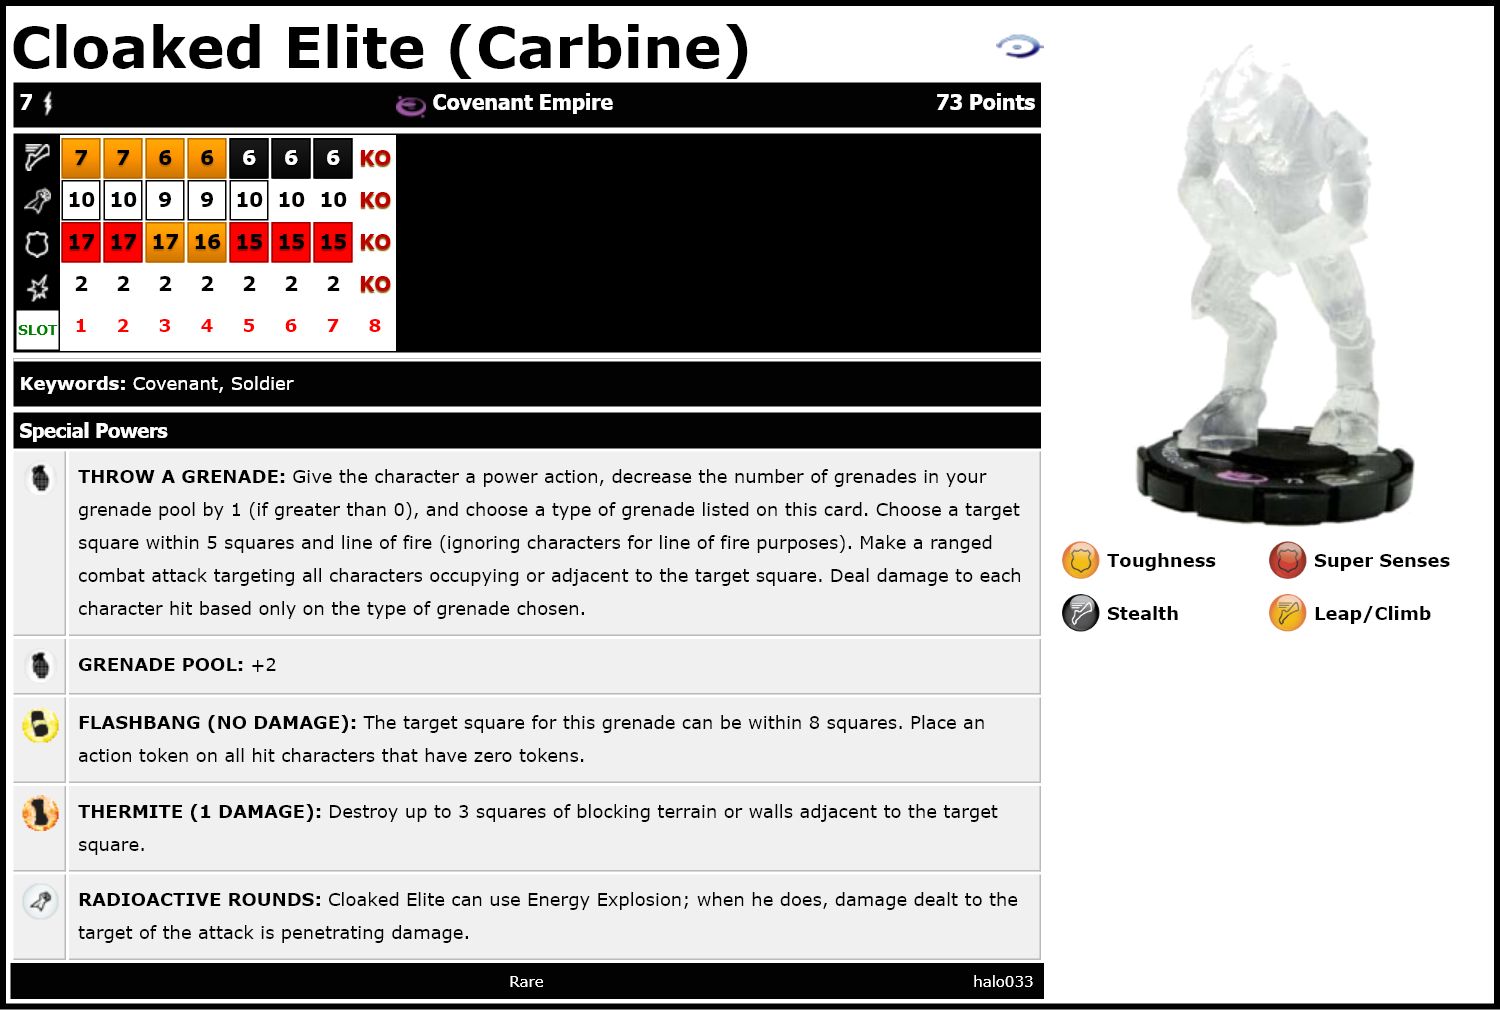 Cloaked Elite (Carbine)
7 Covenant Empire 73 Points
7 7 6 6 6 6 6 KO
10 10 9 9 10 10 10 KO
17 17 17 16 15 15 15 KO
2 2 2 2 2 2 2 KO
SLOT 1 2 3 4 5 6 7 8
Keywords: Covenant, Soldier
Special Powers
THROW A GRENADE: Give the character a power action, decrease the number of grenades in your
grenade pool by 1 (if greater than 0), and choose a type of grenade listed on this card. Choose a target
square within 5 squares and line of fire (ignoring characters for line of fire purposes). Make a ranged
combat attack targeting all characters occupying or adjacent to the target square. Deal damage to each
character hit based only on the type of grenade chosen.
GRENADE POOL: +2
FLASHBANG (NO DAMAGE): The target square for this grenade can be within 8 squares. Place an
action token on all hit characters that have zero tokens.
THERMITE (1 DAMAGE): Destroy up to 3 squares of blocking terrain or walls adjacent to the target
square.
RADIOACTIVE ROUNDS: Cloaked Elite can use Energy Explosion; when he does, damage dealt to the
target of the attack is penetrating damage.
Rare halo033
Toughness Super Senses
Stealth Leap/Climb